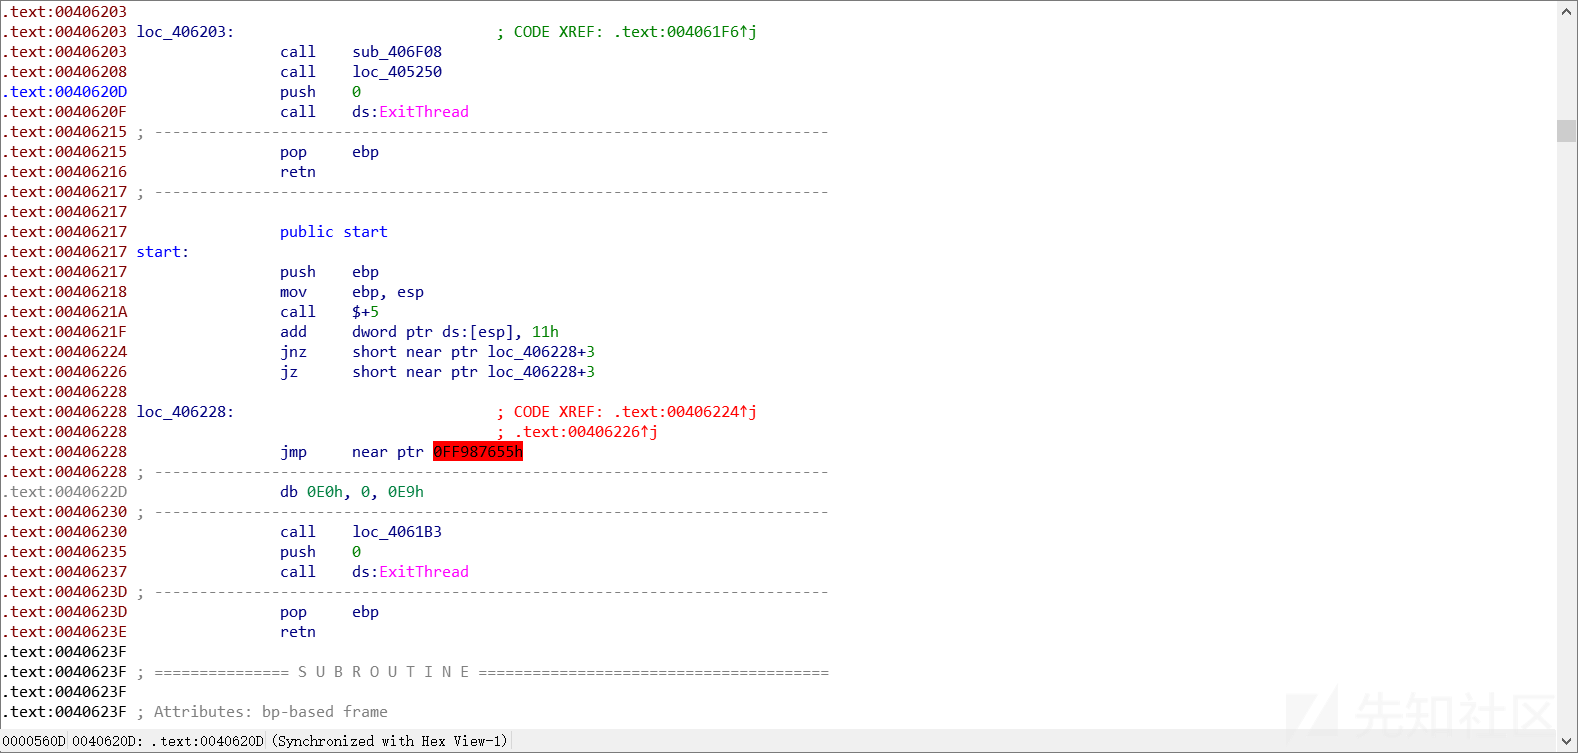 .text:00406203
.text:00406203 loc_406203: ; CODE XREF: .text:004061F6↑j
.text:00406203 call sub_406F08
.text:00406208 call loc_405250
.text:0040620D push 0
.text:0040620F call ds:ExitThread
.text:00406215 ; ---------------------------------------------------------------------------
.text:00406215 pop ebp
.text:00406216 retn
.text:00406217 ; ---------------------------------------------------------------------------
.text:00406217
.text:00406217 public start
.text:00406217 start:
.text:00406217 push ebp
.text:00406218 mov ebp, esp
.text:0040621A call $+5
.text:0040621F add dword ptr ds:[esp], 11h
.text:00406224 jnz short near ptr loc_406228+3
.text:00406226 jz short near ptr loc_406228+3
.text:00406228
.text:00406228 loc_406228: ; CODE XREF: .text:00406224↑j
.text:00406228 ; .text:00406226↑j
.text:00406228 jmp near ptr 0FF987655h
.text:00406228 ; ---------------------------------------------------------------------------
.text:0040622D db 0E0h, 0, 0E9h
.text:00406230 ; ---------------------------------------------------------------------------
.text:00406230 call loc_4061B3
.text:00406235 push 0
.text:00406237 call ds:ExitThread
.text:0040623D ; ---------------------------------------------------------------------------
.text:0040623D pop ebp
.text:0040623E retn
.text:0040623F
.text:0040623F ; =============== S U B R O U T I N E =======================================
.text:0040623F
.text:0040623F ; Attributes: bp-based frame
先知社区
0000560D 0040620D: .text:0040620D (Synchronized with Hex View-1)